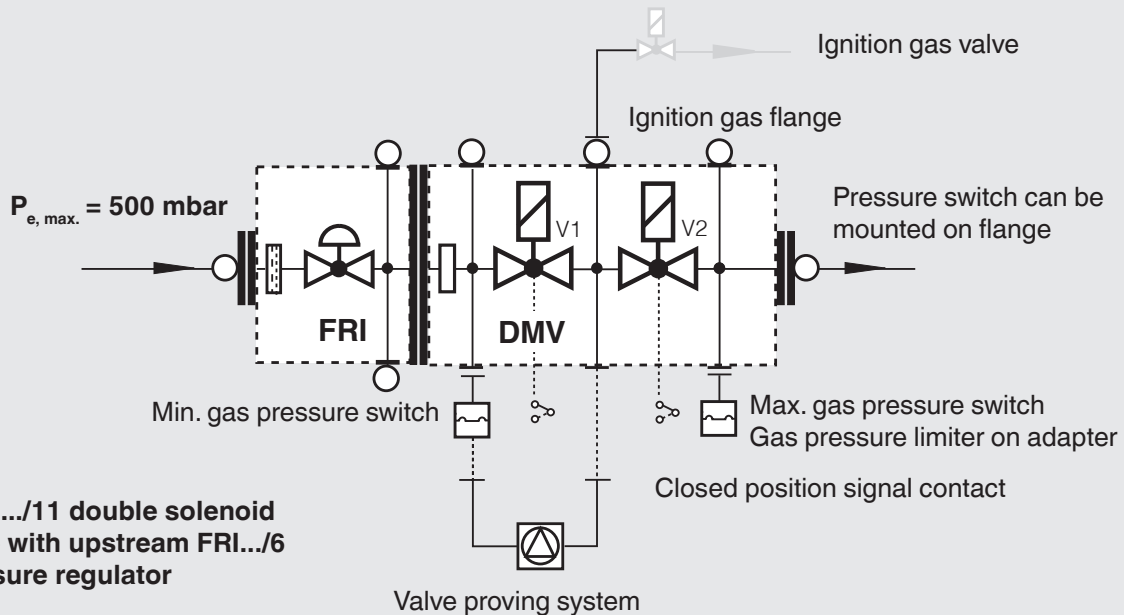 Ignition gas valve
Ignition gas flange
P e, max. = 500 mbar
Pressure switch can be
mounted on flange
V1
V2
FRI
DMV
Min. gas pressure switch
Max. gas pressure switch
Gas pressure limiter on adapter
Closed position signal contact
.../11 double solenoid
with upstream FRI.../6
sure regulator
Valve proving system